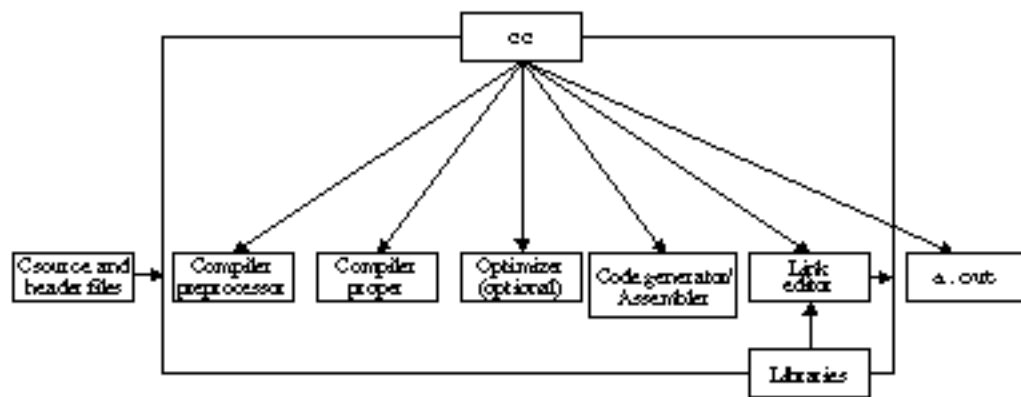 cc
C source and
header files
Compiler
preprocessor
Compiler
proper
Optimizer
(optional)
Code generator/
Assembler
Link
editor
a.out
Libraries